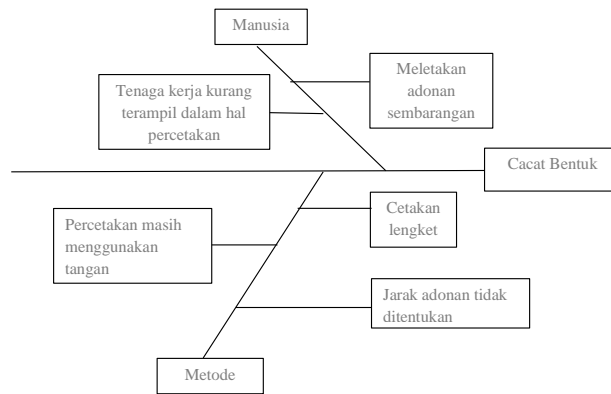 Manusia
Meletakan
adonan
sembarangan
Tenaga kerja kurang
terampil dalam hal
percetakan
Cacat Bentuk
Cetakan
lengket
Percetakan masih
menggunakan
tangan
Jarak adonan tidak
ditentukan
Metode